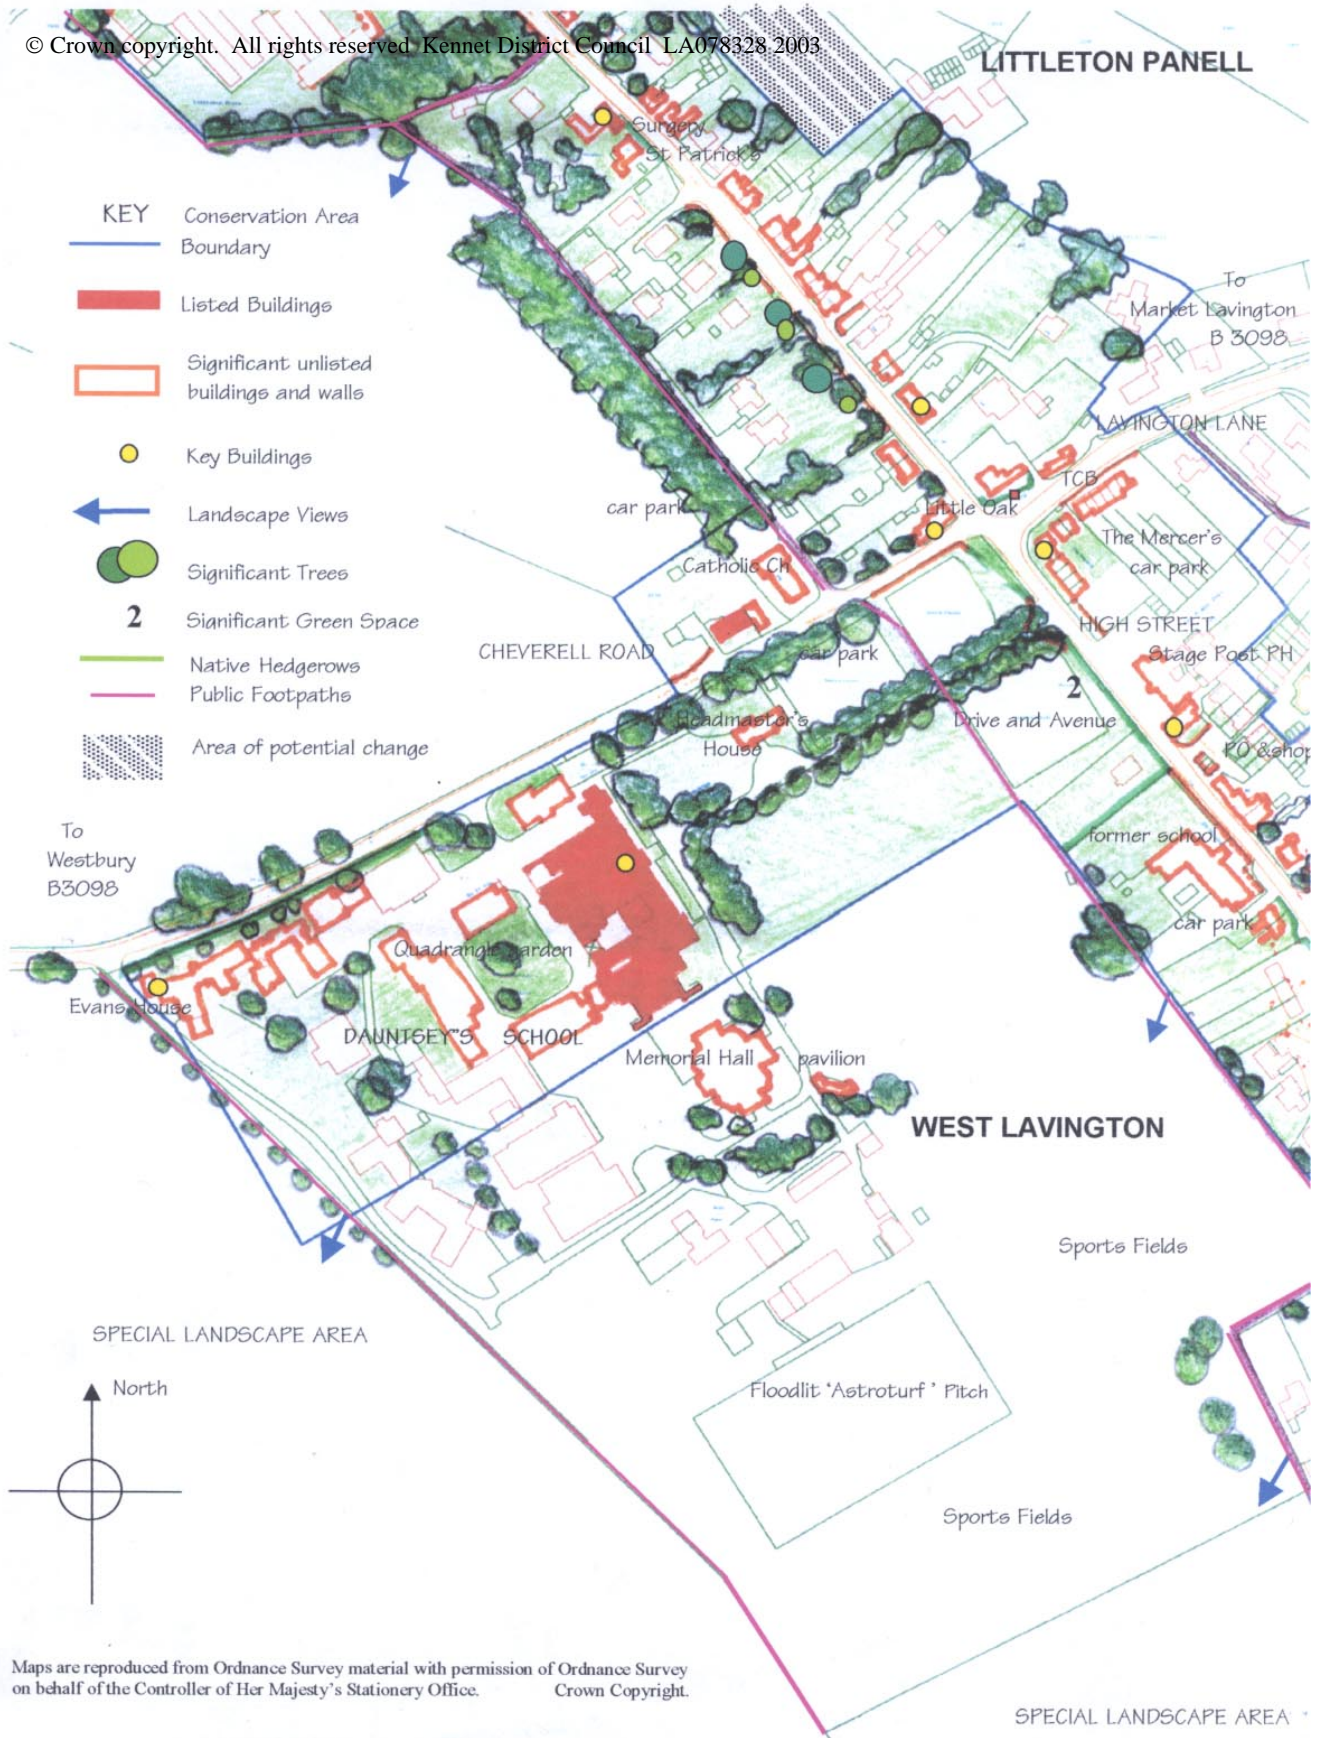 © Crown copyright.  All rights reserved  Kennet District Council  LA078328 2003
LITTLETON PANELL
Surgery
St Patrick's
KEY
Conservation Area
Boundary
Listed Buildings
Significant unlisted
buildings and walls
Key Buildings
Landscape Views
Significant Trees
2
Significant Green Space
Native Hedgerows
Public Footpaths
Area of potential change
To
Market Lavington
B 3098
LAVINGTON LANE
TCB
car park
Little Oak
The Mercer's
car park
Catholic Ch
HIGH STREET
CHEVERELL ROAD
car park
Stage Post PH
2
Headmaster's
House
Drive and Avenue
PO &shop
To
Westbury
B3098
former school
car park
Quadrangle garden
Evans House
DAUNTSEY"S SCHOOL
Memorial Hall
pavilion
WEST LAVINGTON
Sports Fields
SPECIAL LANDSCAPE AREA
North
Floodlit 'Astroturf ' Pitch
Sports Fields
Maps are reproduced from Ordnance Survey material with permission of Ordnance Survey
on behalf of the Controller of Her Majesty's Stationery Office.
Crown Copyright.
SPECIAL LANDSCAPE AREA